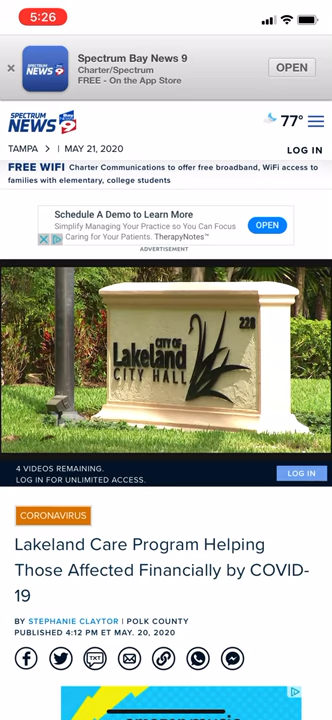 5:26
Spectrum Bay News 9
Charter/Spectrum
FREE - On the App Store
OPEN
SPECTRUM
NEWS
SPECTRUM
NEWS 9
77°
TAMPA > | MAY 21, 2020
LOG IN
FREE WIFI Charter Communications to offer free broadband, WiFi access to
families with elementary, college students
Schedule A Demo to Learn More
Simplify Managing Your Practice so You Can Focus
Caring for Your Patients. TherapyNotes™
OPEN
ADVERTISEMENT
228
CITY OF
Lakeland
CITY HALL
4 VIDEOS REMAINING.
LOG IN FOR UNLIMITED ACCESS.
LOG IN
CORONAVIRUS
Lakeland Care Program Helping
Those Affected Financially by COVID-
19
BY STEPHANIE CLAYTOR | POLK COUNTY
PUBLISHED 4:12 PM ET MAY. 20, 2020
TXT